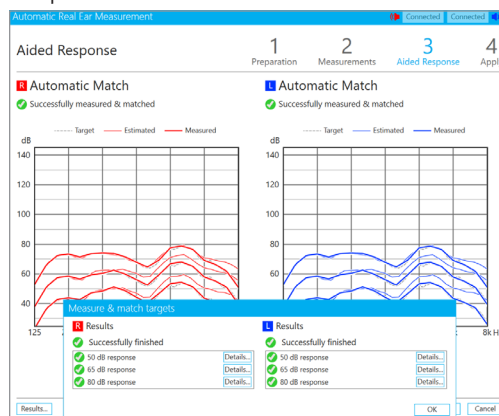 Automatic Real Ear Measurement
Connected
Connected
Aided Response
1
Preparation
2
Measurements
3
Aided Response
4
R Automatic Match
Successfully measured & matched
Target
Estimated
Measured
dB
140
120
100
80
60
40
125
L Automatic Match
Successfully measured & matched
Target
Estimated
Measured
dB
140
120
100
80
60
8k
Measure & match targets
R Results
Successfully finished
50 dB response
Details...
65 dB response
Details...
80 dB response
Details...
L Results
Successfully finished
50 dB response
Details...
65 dB response
Details...
80 dB response
Details...
OK
Results...
Cancel